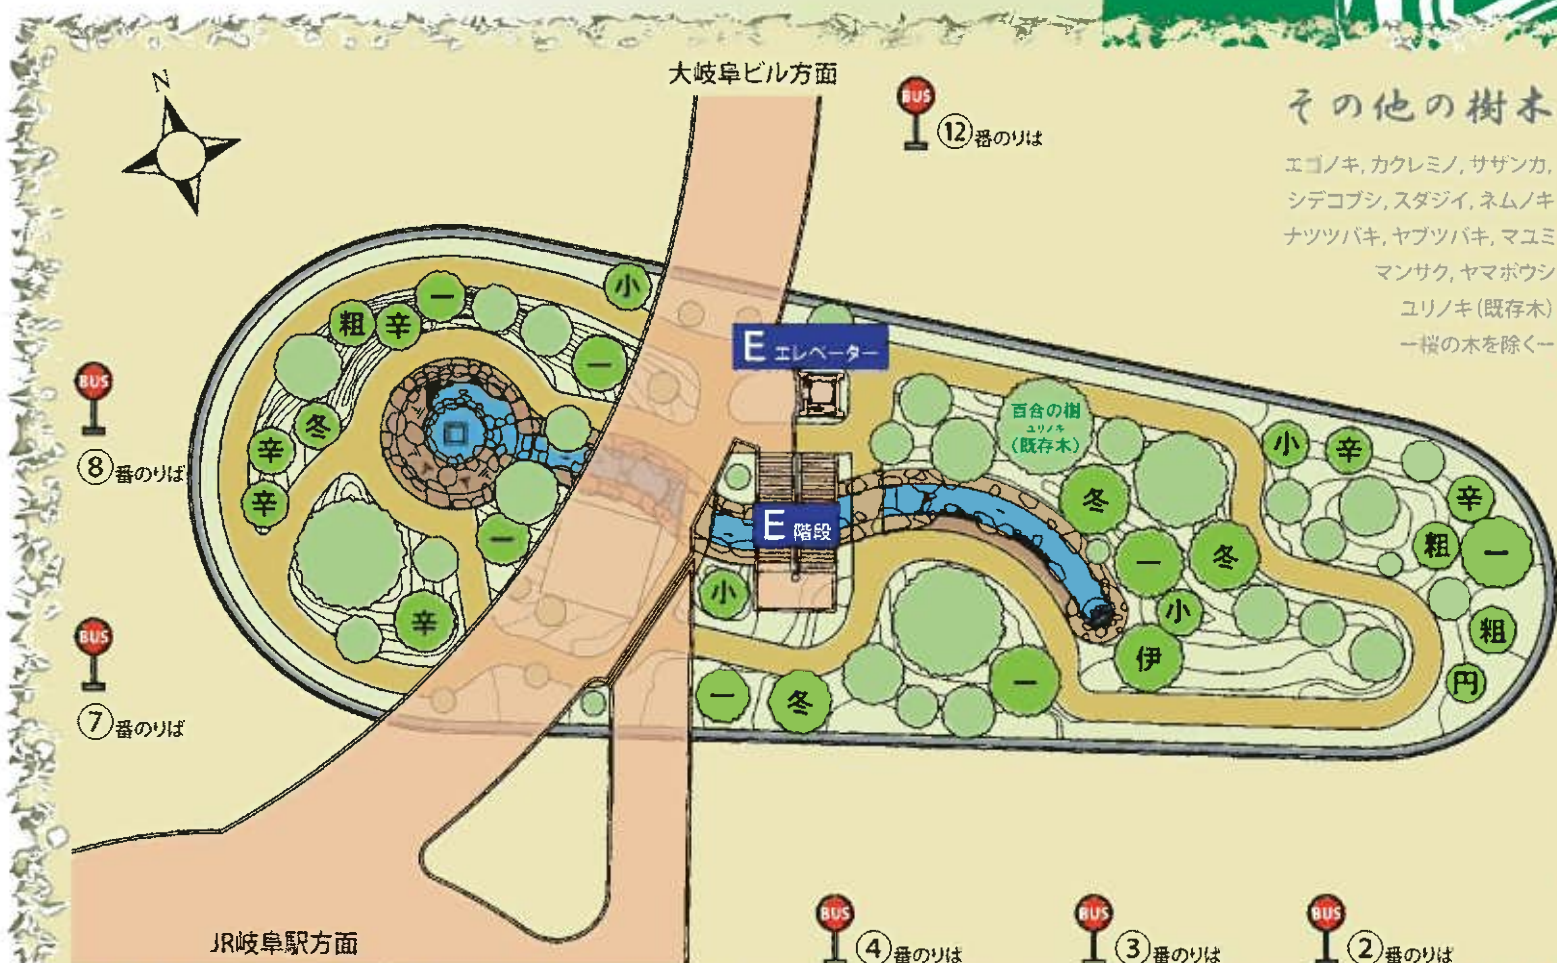 大岐阜ビル方面
BUS
⑫番のりば
N
その他の樹木
エゴノキ, カクレミノ, サザンカ,
シデコブシ, スダジイ, ネムノキ
ナツツバキ, ヤブツバキ, マユミ
マンサク, ヤマボウシ
ユリノキ(既存木)
ー桜の木を除くー
小
一
粗
辛
一
E エレベーター
BUS
⑧番のりば
冬
辛
辛
百合の樹
ユリノキ
(既存木)
小
辛
冬
辛
E 階段
一
粗
一
一
冬
小
小
辛
粗
伊
円
BUS
⑦番のりば
一
冬
一
JR岐阜駅方面
BUS
④番のりば
BUS
③番のりば
BUS
②番のりば